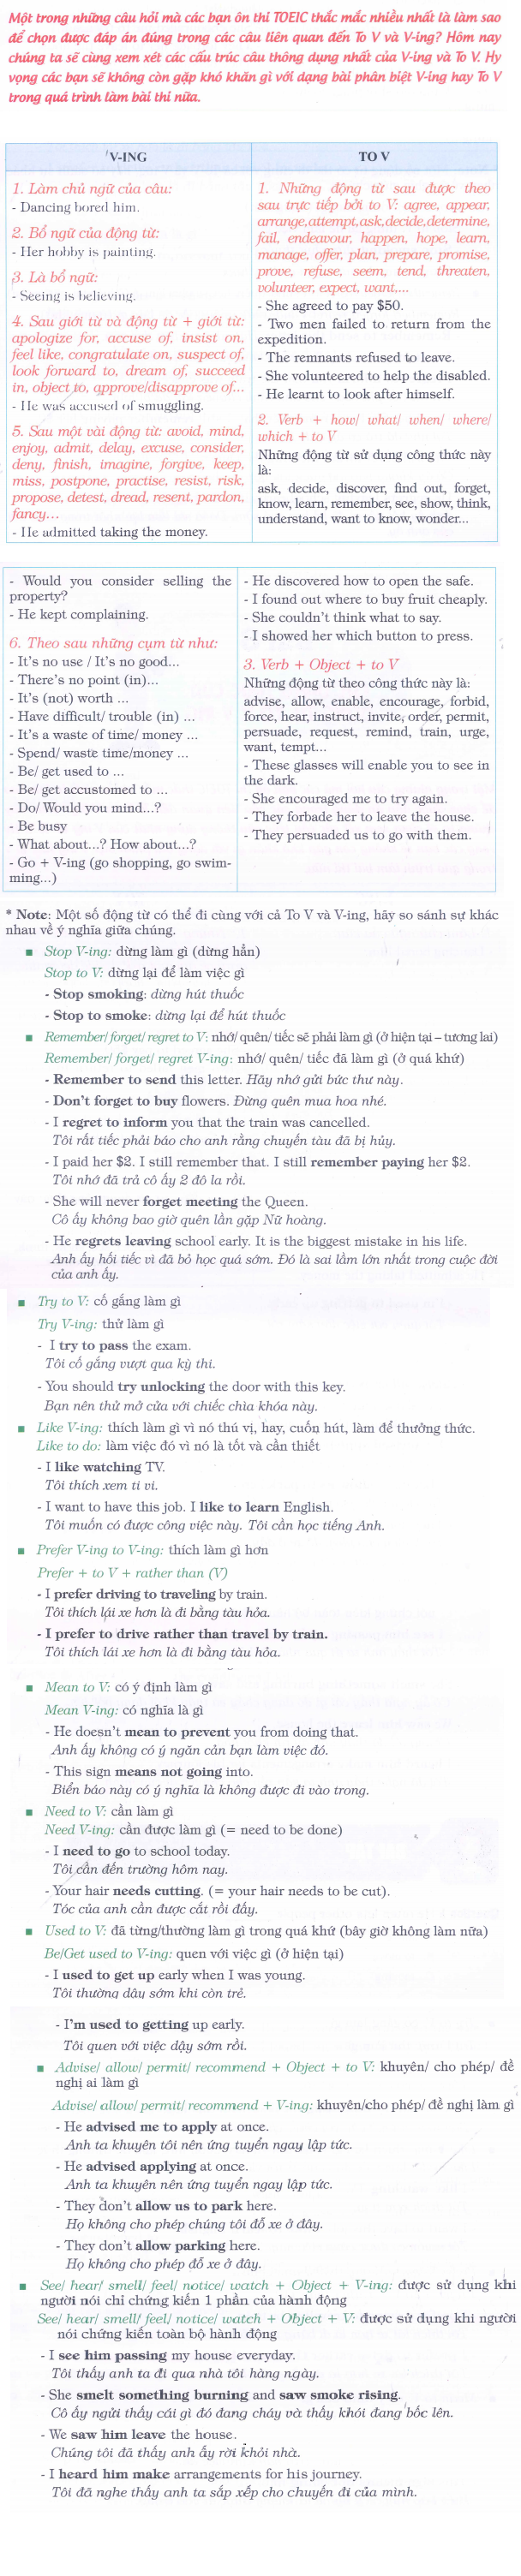 Một trong những câu hỏi mà các bạn ôn thi TOEIC thắc mắc nhiều nhất là làm sao
để chọn được đáp án đúng trong các câu liên quan đến To V và V-ing? Hôm nay
chúng ta sẽ cùng xem xét các cấu trúc câu thông dụng nhất của V-ing và To V. Hy
vọng các bạn sẽ không còn gặp khó khăn gì với dạng bài phân biệt V-ing hay To V
trong quá trình làm bài thi nữa.
V-ING
1. Làm chủ ngữ của câu:
- Dancing bored him.
2. Bổ ngữ của động từ:
- Her hobby is painting.
3. Là bổ ngữ:
- Seeing is believing.
4. Sau giới từ và động từ + giới từ:
apologize for, accuse of, insist on,
feel like, congratulate on, suspect of,
look forward to, dream of, succeed
in, object to, approve/disapprove of...
- He was accused of smuggling.
5. Sau một vài động từ: avoid, mind,
enjoy, admit, delay, excuse, consider,
deny, finish, imagine, forgive, keep,
miss, postpone, practise, resist, risk,
propose, detest, dread, resent, pardon,
fancy...
- He admitted taking the money.
TO V
1. Những động từ sau được theo
sau trực tiếp bởi to V: agree, appear,
arrange, attempt, ask, decide, determine,
fail, endeavour, happen, hope, learn,
manage, offer, plan, prepare, promise,
prove, refuse, seem, tend, threaten,
volunteer, expect, want,...
- She agreed to pay $50.
- Two men failed to return from the
expedition.
- The remnants refused to leave.
- She volunteered to help the disabled.
- He learnt to look after himself.
2. Verb + how/ what/ when/ where/
which + to V
Những động từ sử dụng công thức này
là:
ask, decide, discover, find out, forget,
know, learn, remember, see, show, think,
understand, want to know, wonder...
- Would you consider selling the
property?
- He kept complaining.
6. Theo sau những cụm từ như:
- It's no use / It's no good...
- There's no point (in)...
- It's (not) worth ...
- Have difficult/ trouble (in) ...
- It's a waste of time/ money ...
- Spend/ waste time/money ...
- Be/ get used to ...
- Be/ get accustomed to ...
- Do/ Would you mind...?
- Be busy
- What about...? How about...?
- Go + V-ing (go shopping, go swim-
ming...)
- He discovered how to open the safe.
- I found out where to buy fruit cheaply.
- She couldn't think what to say.
- I showed her which button to press.
3. Verb + Object + to V
Những động từ theo công thức này là:
advise, allow, enable, encourage, forbid,
force, hear, instruct, invite, order, permit,
persuade, request, remind, train, urge,
want, tempt...
- These glasses will enable you to see in
the dark.
- She encouraged me to try again.
- They forbade her to leave the house.
- They persuaded us to go with them.
* Note: Một số động từ có thể đi cùng với cả To V và V-ing, hãy so sánh sự khác
nhau về ý nghĩa giữa chúng.
■ Stop V-ing: dừng làm gì (dừng hẳn)
Stop to V: dừng lại để làm việc gì
- Stop smoking: dừng hút thuốc
- Stop to smoke: dừng lại để hút thuốc
■ Remember/ forget/ regret to V: nhớ/ quên/ tiếc sẽ phải làm gì (ở hiện tại – tương lai)
Remember/ forget/ regret V-ing: nhớ/ quên/ tiếc đã làm gì (ở quá khứ)
- Remember to send this letter. Hãy nhớ gửi bức thư này.
- Don't forget to buy flowers. Đừng quên mua hoa nhé.
- I regret to inform you that the train was cancelled.
Tôi rất tiếc phải báo cho anh rằng chuyến tàu đã bị hủy.
- I paid her $2. I still remember that. I still remember paying her $2.
Tôi nhớ đã trả cô ấy 2 đô la rồi.
- She will never forget meeting the Queen.
Cô ấy không bao giờ quên lần gặp Nữ hoàng.
- He regrets leaving school early. It is the biggest mistake in his life.
Anh ấy hối tiếc vì đã bỏ học quá sớm. Đó là sai lầm lớn nhất trong cuộc đời
của anh ấy.
■ Try to V: cố gắng làm gì
Try V-ing: thử làm gì
- I try to pass the exam.
Tôi cố gắng vượt qua kỳ thi.
- You should try unlocking the door with this key.
Bạn nên thử mở cửa với chiếc chìa khóa này.
■ Like V-ing: thích làm gì vì nó thú vị, hay, cuốn hút, làm để thưởng thức.
Like to do: làm việc đó vì nó là tốt và cần thiết
- I like watching TV.
Tôi thích xem ti vi.
- I want to have this job. I like to learn English.
Tôi muốn có được công việc này. Tôi cần học tiếng Anh.
■ Prefer V-ing to V-ing: thích làm gì hơn
Prefer + to V + rather than (V)
- I prefer driving to traveling by train.
Tôi thích lái xe hơn là đi bằng tàu hỏa.
- I prefer to drive rather than travel by train.
Tôi thích lái xe hơn là đi bằng tàu hỏa.
■ Mean to V: có ý định làm gì
Mean V-ing: có nghĩa là gì
- He doesn't mean to prevent you from doing that.
Anh ấy không có ý ngăn cản bạn làm việc đó.
- This sign means not going into.
Biển báo này có ý nghĩa là không được đi vào trong.
■ Need to V: cần làm gì
Need V-ing: cần được làm gì (= need to be done)
- I need to go to school today.
Tôi cần đến trường hôm nay.
- Your hair needs cutting. (= your hair needs to be cut).
Tóc của anh cần được cắt rồi đấy.
■ Used to V: đã từng/thường làm gì trong quá khứ (bây giờ không làm nữa)
Be/Get used to V-ing: quen với việc gì (ở hiện tại)
- I used to get up early when I was young.
Tôi thường dậy sớm khi còn trẻ.
- I'm used to getting up early.
Tôi quen với việc dậy sớm rồi.
■ Advise/ allow/ permit/ recommend + Object + to V: khuyên/ cho phép/ đề
nghị ai làm gì
Advise/ allow/ permit/ recommend + V-ing: khuyên/cho phép/ đề nghị làm gì
- He advised me to apply at once.
Anh ta khuyên tôi nên ứng tuyển ngay lập tức.
- He advised applying at once.
Anh ta khuyên nên ứng tuyển ngay lập tức.
- They don't allow us to park here.
Họ không cho phép chúng tôi đỗ xe ở đây.
- They don't allow parking here.
Họ không cho phép đỗ xe ở đây.
■ See/ hear/ smell/ feel/ notice/ watch + Object + V-ing: được sử dụng khi
người nói chỉ chứng kiến 1 phần của hành động
See/ hear/ smell/ feel/ notice/ watch + Object + V: được sử dụng khi người
nói chứng kiến toàn bộ hành động
- I see him passing my house everyday.
Tôi thấy anh ta đi qua nhà tôi hàng ngày.
- She smelt something burning and saw smoke rising.
Cô ấy ngửi thấy cái gì đó đang cháy và thấy khói đang bốc lên.
- We saw him leave the house.
Chúng tôi đã thấy anh ấy rời khỏi nhà.
- I heard him make arrangements for his journey.
Tôi đã nghe thấy anh ta sắp xếp cho chuyến đi của mình.